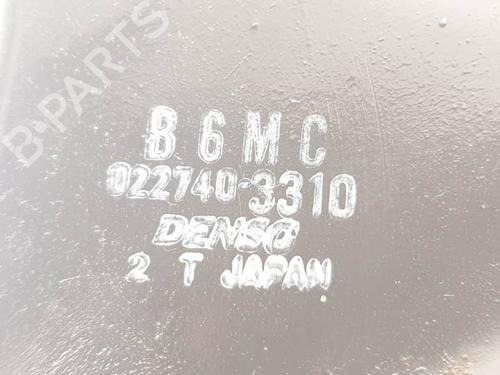 B-PARTS
B6MC
022740-3310
DENSO
2 T JAPAN